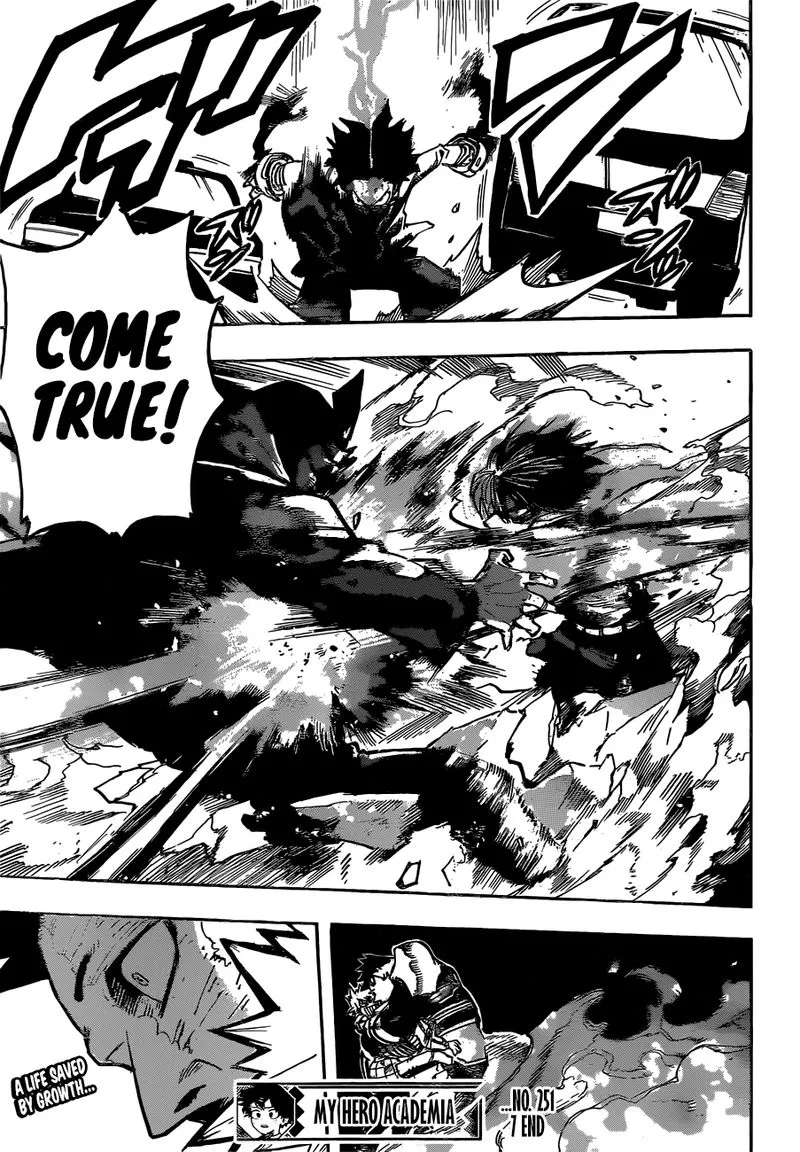 COME
TRUE!
A LIFE SAVED
BY GROWTH...
MY HERO ACADEMIA
...NO. 251
7 END